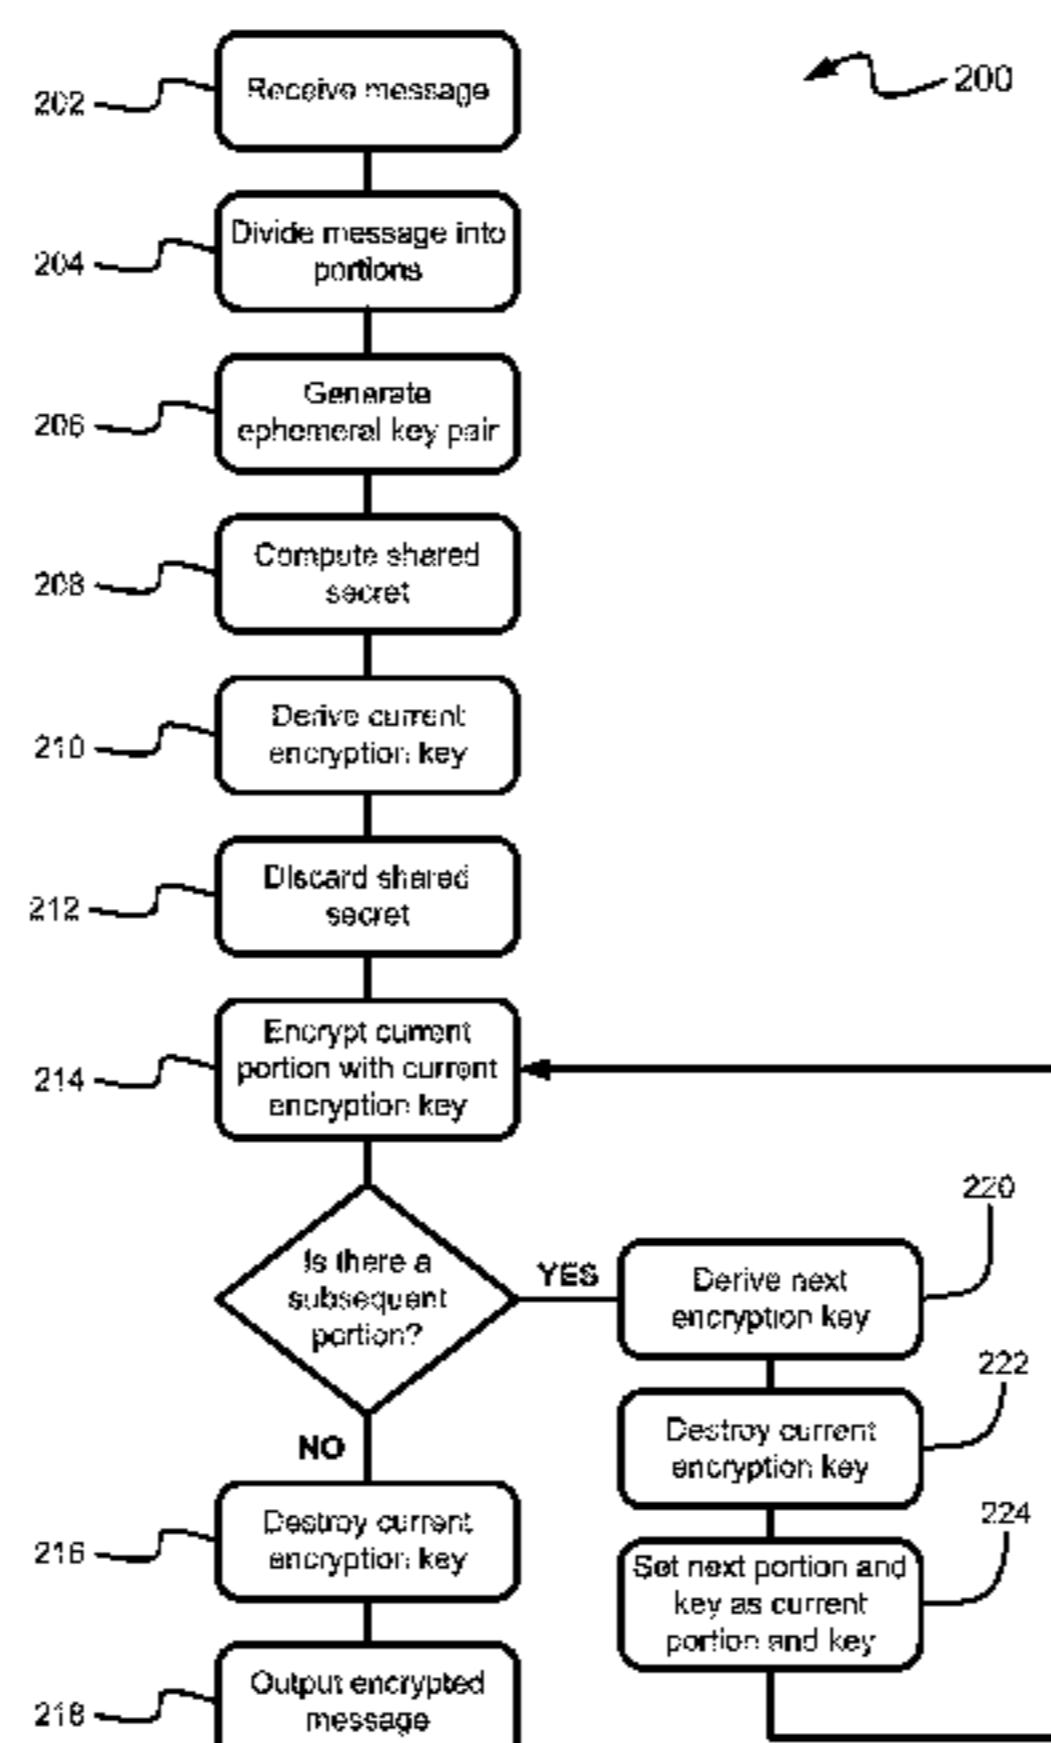 200
202
Receive message
204
Divide message into
portions
206
Generate
ephemeral key pair
208
Compute shared
secret
210
Derive current
encryption key
212
Discard shared
secret
214
Encrypt current
portion with current
encryption key
Is there a
subsequent
portion?
YES
NO
220
Derive next
encryption key
222
Destroy current
encryption key
224
Set next portion and
key as current
portion and key
216
Destroy current
encryption key
218
Output encrypted
message